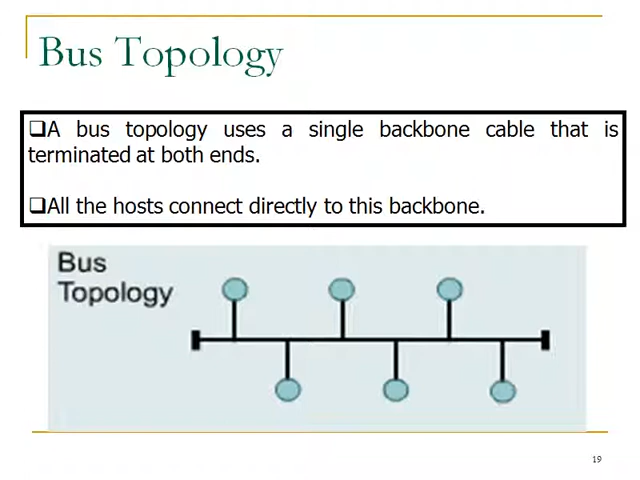 Bus Topology
❑A bus topology uses a single backbone cable that is
terminated at both ends.
❑All the hosts connect directly to this backbone.
Bus
Topology
19